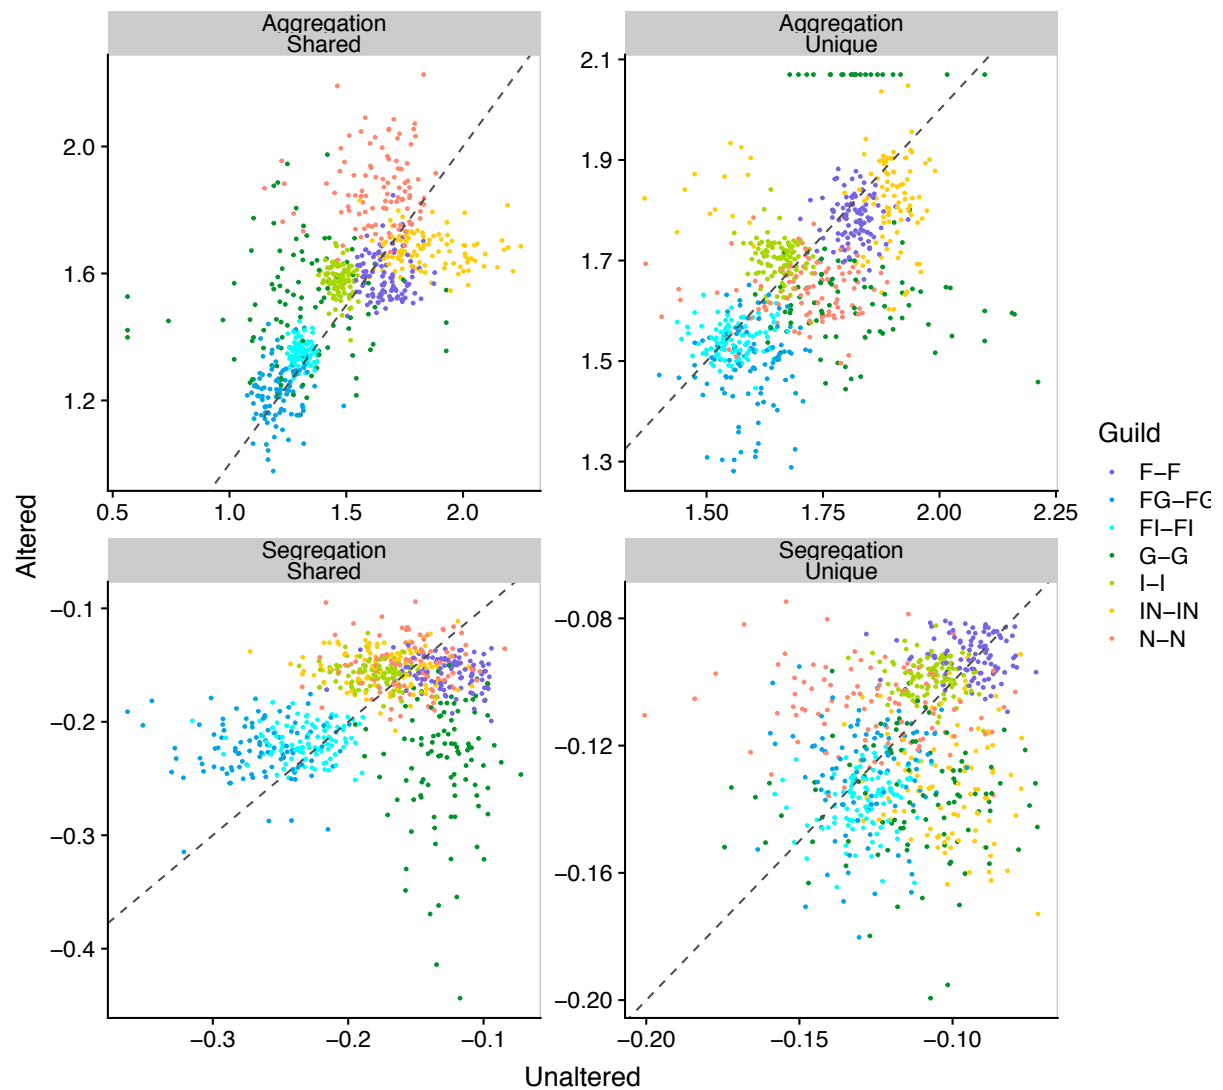 Aggregation
Shared
Aggregation
Unique
2.0
1.6
1.2
0.5
1.0
1.5
2.0
2.1
1.9
1.7
1.5
1.3
1.50
1.75
2.00
2.25
Altered
Segregation
Shared
Segregation
Unique
−0.1
−0.2
−0.3
−0.4
−0.3
−0.2
−0.1
−0.08
−0.12
−0.16
−0.20
−0.20
−0.15
−0.10
Unaltered
Guild
F−F
FG−FG
FI−FI
G−G
I−I
IN−IN
N−N